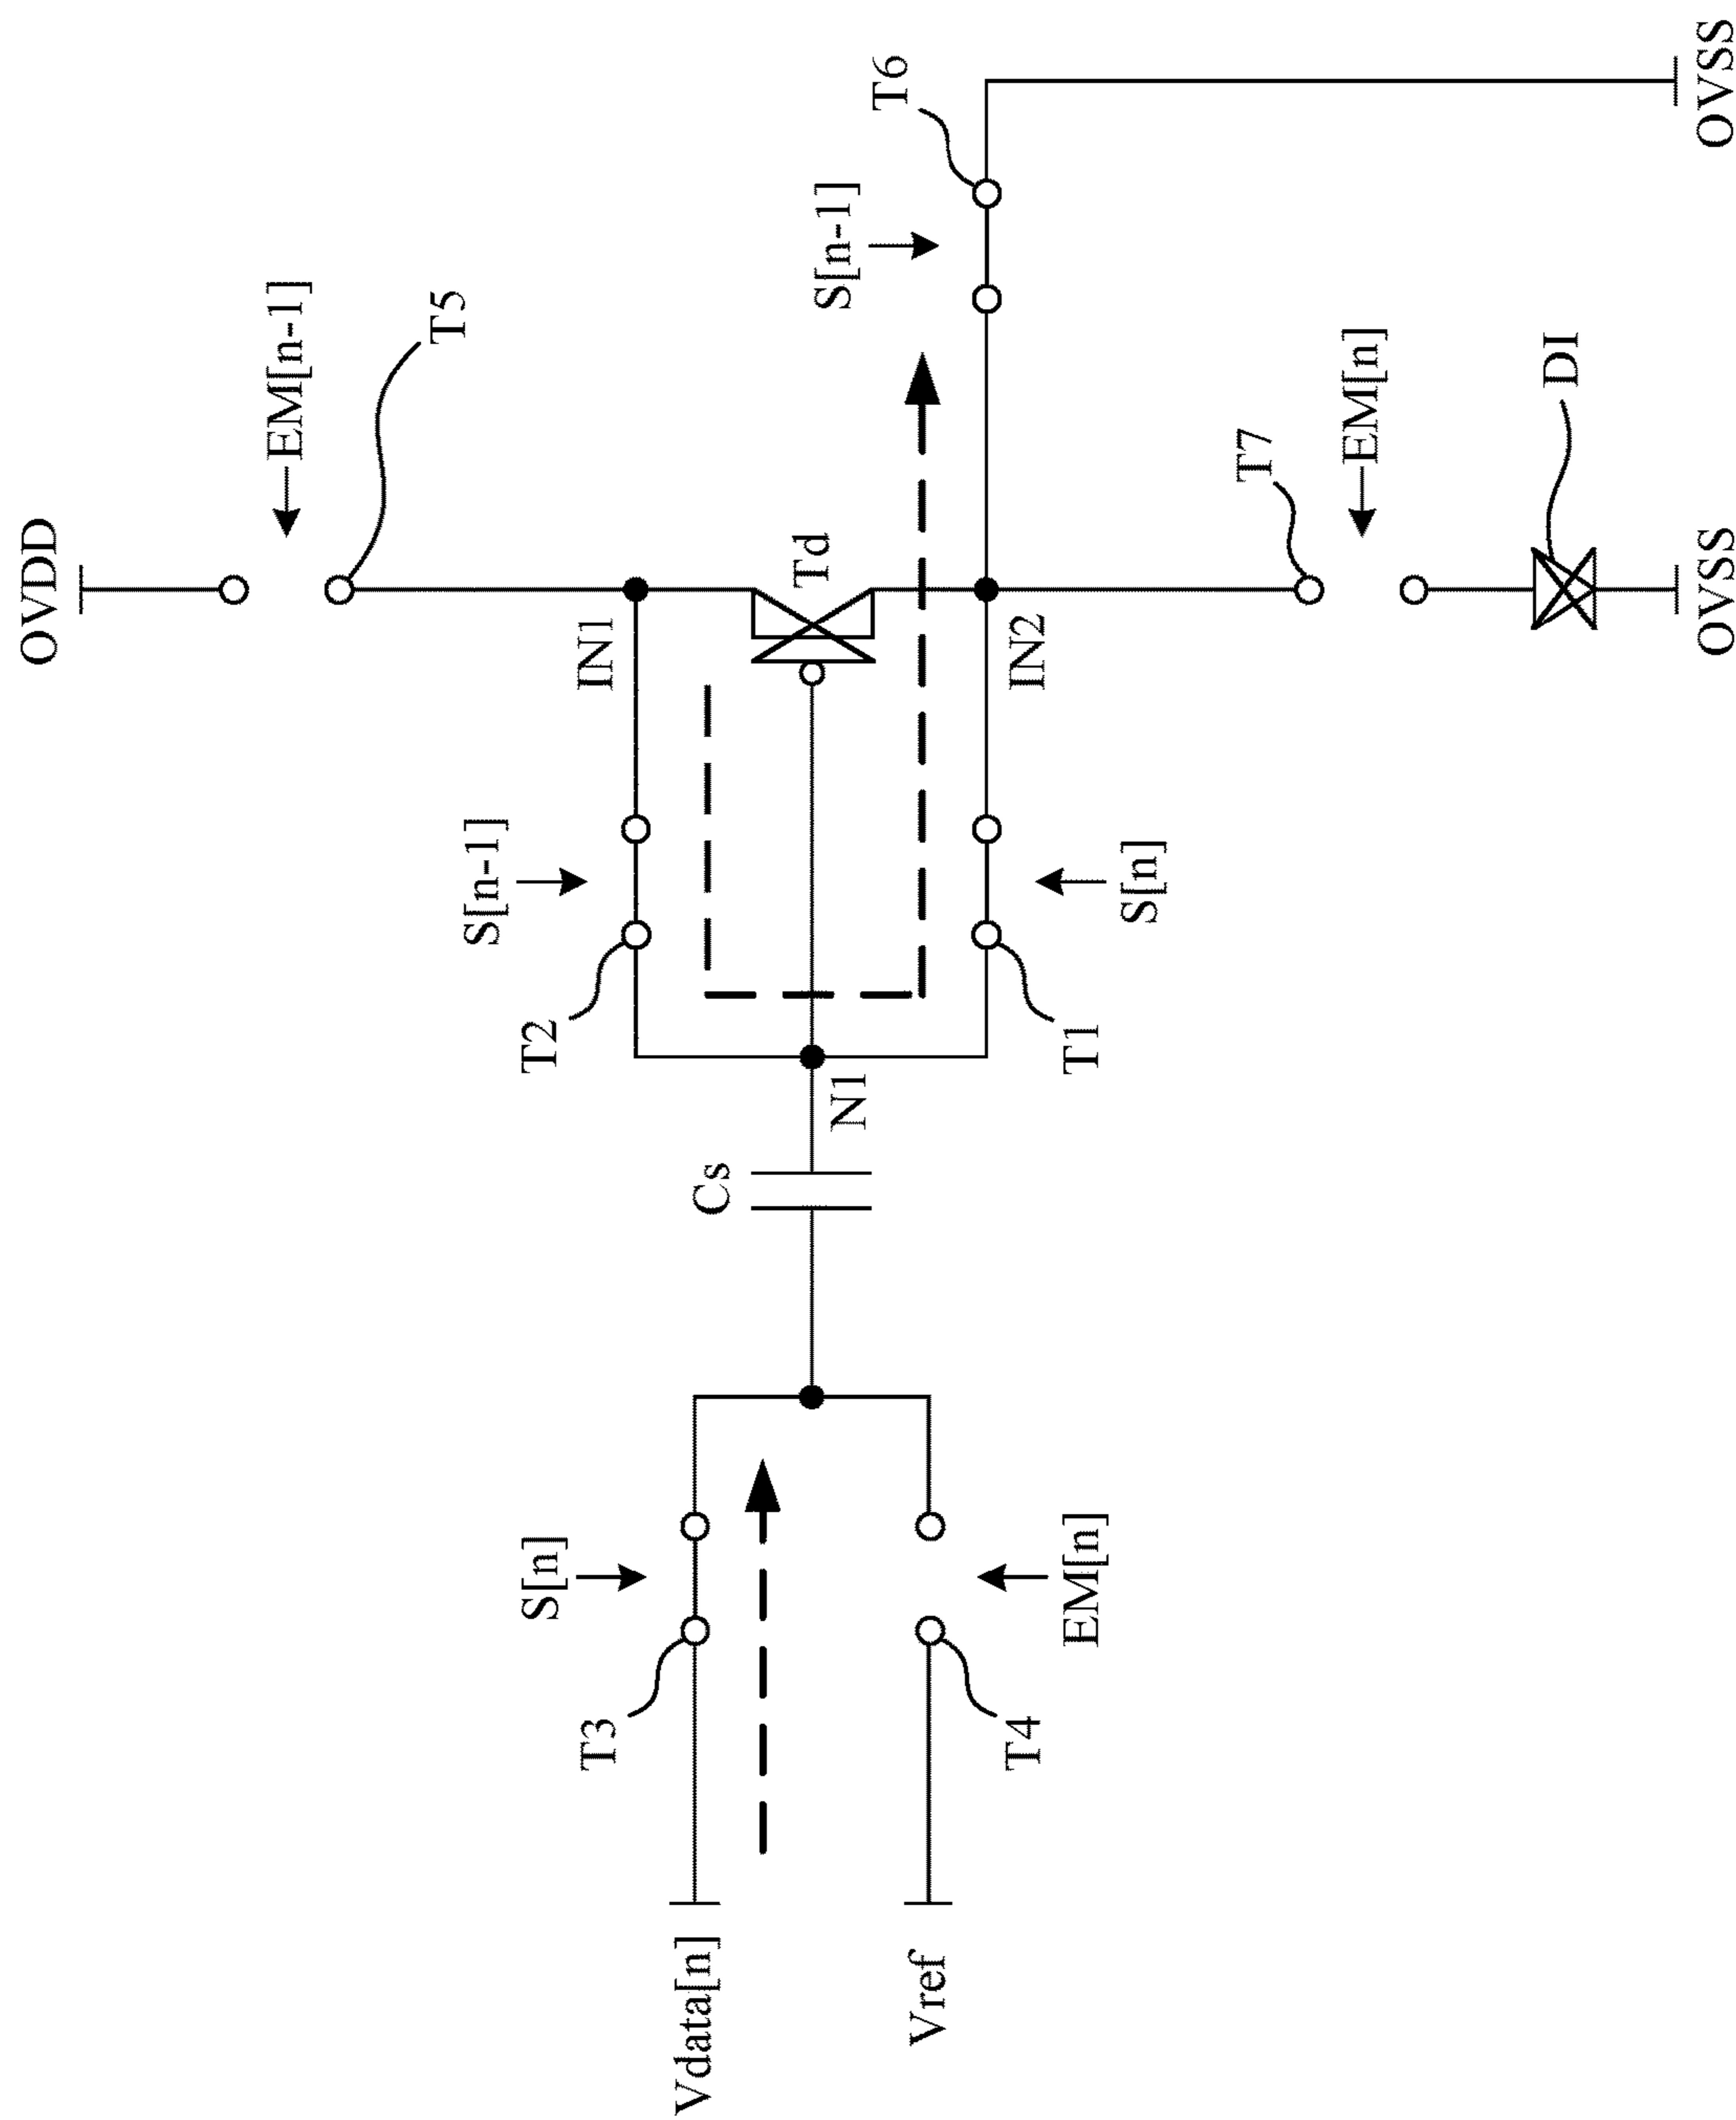 OVDD
EM[n-1]
T5
T6
S[n-1]
IN1
Td
S[n-1]
T2
IN2
S[n]
T1
N1
Cs
T7
EM[n]
DI
OVSS
OVSS
S[n]
T3
EM[n]
T4
Vdata[n]
Vref